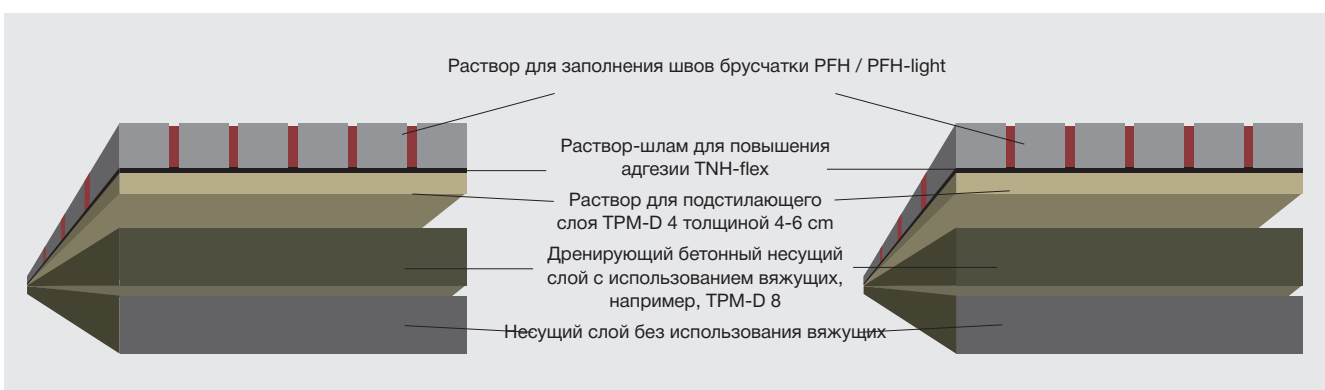 Раствор для заполнения швов брусчатки PFH / PFH-light
Раствор-шлам для повышения
адгезии TNH-flex
Раствор для подстилающего
слоя TPM-D 4 толщиной 4-6 cm
Дренирующий бетонный несущий
слой с использованием вяжущих,
например, TPM-D 8
Несущий слой без использования вяжущих